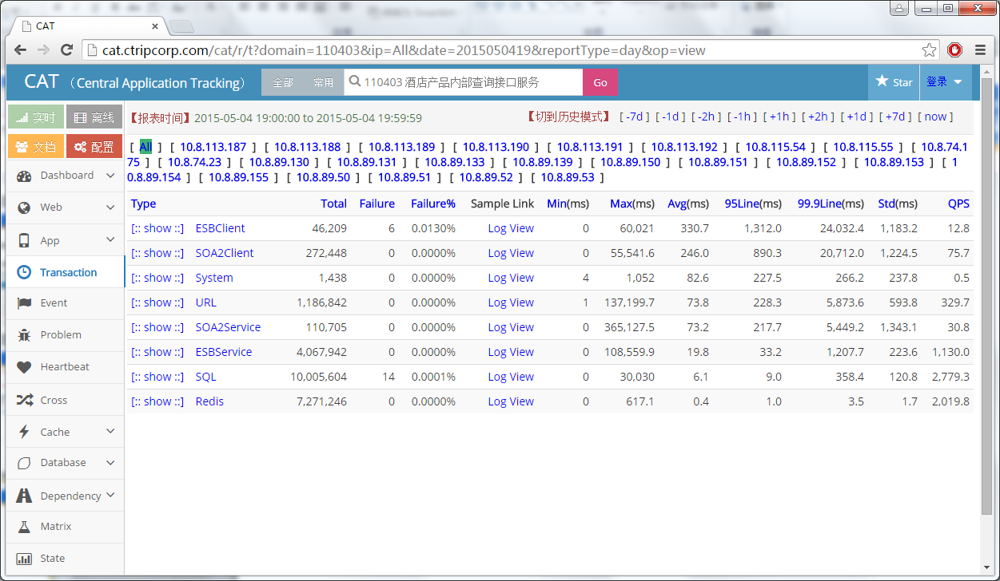 CAT
cat.ctripcorp.com/cat/r/t?domain=110403&ip=All&date=2015050419&reportType=day&op=view
CAT （Central Application Tracking） 全部 常用 110403 酒店产品内部查询接口服务 Go Star 登录
实时 离线
文档 配置
Dashboard
Web
App
Transaction
Event
Problem
Heartbeat
Cross
Cache
Database
Dependency
Matrix
State
【报表时间】2015-05-04 19:00:00 to 2015-05-04 19:59:59 【切到历史模式】 [ -7d ] [ -1d ] [ -2h ] [ -1h ] [ +1h ] [ +2h ] [ +1d ] [ +7d ] [ now ]
[ All ] [ 10.8.113.187 ] [ 10.8.113.188 ] [ 10.8.113.189 ] [ 10.8.113.190 ] [ 10.8.113.191 ] [ 10.8.113.192 ] [ 10.8.115.54 ] [ 10.8.115.55 ] [ 10.8.74.1
75 ] [ 10.8.74.23 ] [ 10.8.89.130 ] [ 10.8.89.131 ] [ 10.8.89.133 ] [ 10.8.89.139 ] [ 10.8.89.150 ] [ 10.8.89.151 ] [ 10.8.89.152 ] [ 10.8.89.153 ] [ 1
0.8.89.154 ] [ 10.8.89.155 ] [ 10.8.89.50 ] [ 10.8.89.51 ] [ 10.8.89.52 ] [ 10.8.89.53 ]
Type Total Failure Failure% Sample Link Min(ms) Max(ms) Avg(ms) 95Line(ms) 99.9Line(ms) Std(ms) QPS
[:: show ::] ESBClient 46,209 6 0.0130% Log View 0 60,021 330.7 1,312.0 24,032.4 1,183.2 12.8
[:: show ::] SOA2Client 272,448 0 0.0000% Log View 0 55,541.6 246.0 890.3 20,712.0 1,224.5 75.7
[:: show ::] System 1,438 0 0.0000% Log View 4 1,052 82.6 227.5 266.2 237.8 0.5
[:: show ::] URL 1,186,842 0 0.0000% Log View 1 137,199.7 73.8 228.3 5,873.6 593.8 329.7
[:: show ::] SOA2Service 110,705 0 0.0000% Log View 0 365,127.5 73.2 217.7 5,449.2 1,343.1 30.8
[:: show ::] ESBService 4,067,942 0 0.0000% Log View 0 108,559.9 19.8 33.2 1,207.7 223.6 1,130.0
[:: show ::] SQL 10,005,604 14 0.0001% Log View 0 30,030 6.1 9.0 358.4 120.8 2,779.3
[:: show ::] Redis 7,271,246 0 0.0000% Log View 0 617.1 0.4 1.0 3.5 1.7 2,019.8